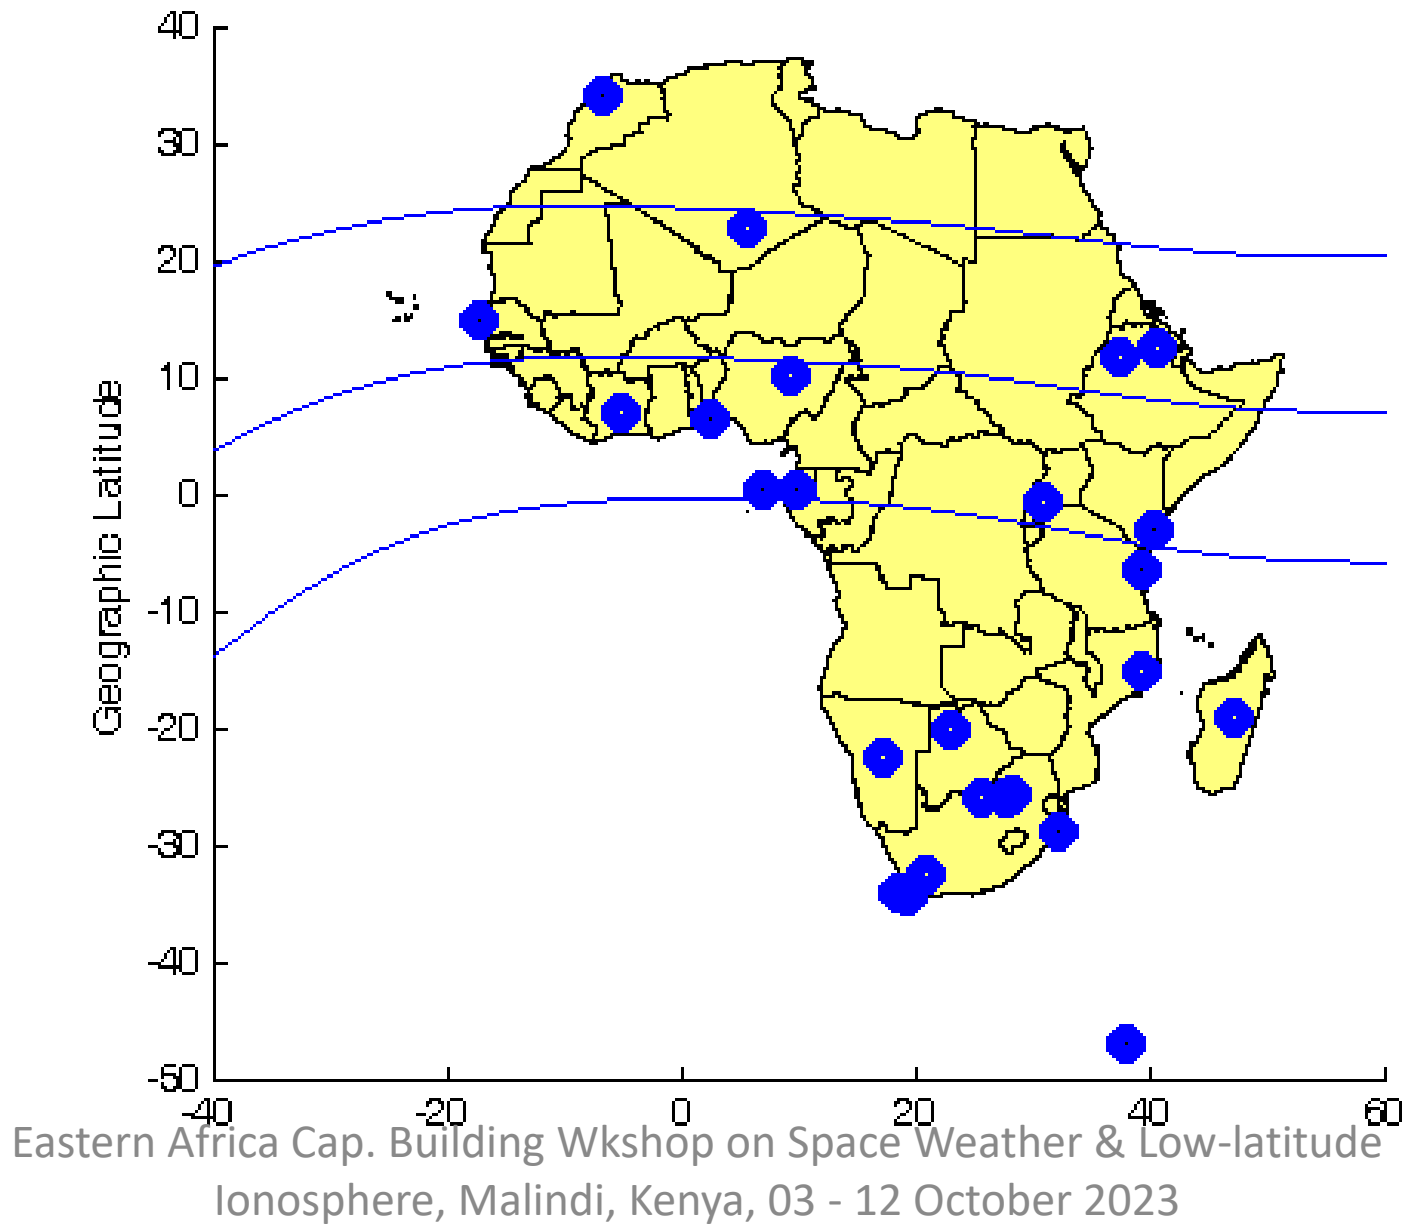 40
30
20
10
0
-10
-20
-30
-40
-50
Geographic Latitude
-40 -20 0 20 40 60
Eastern Africa Cap. Building Wkshop on Space Weather & Low-latitude
Ionosphere, Malindi, Kenya, 03 - 12 October 2023